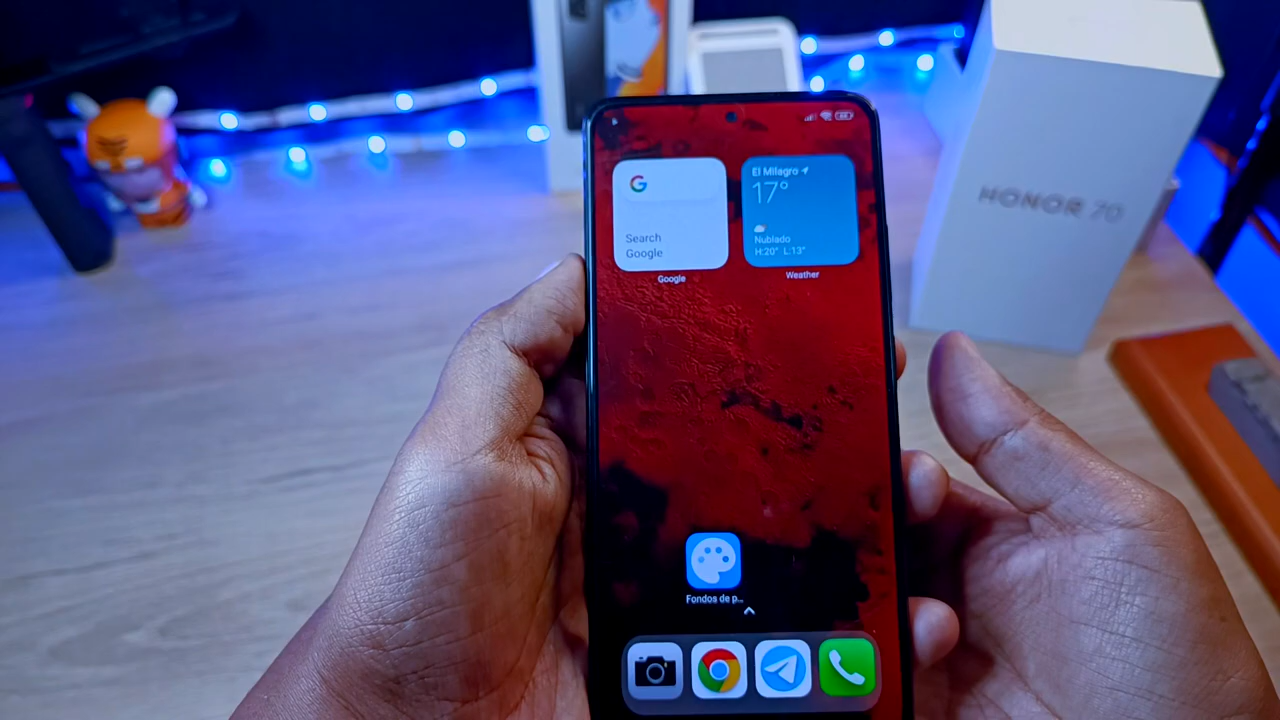 El Milagro
17°
Nublado
H:20° L:13°
Weather
G
Search
Google
Google
HONOR 70
Fondos de p...